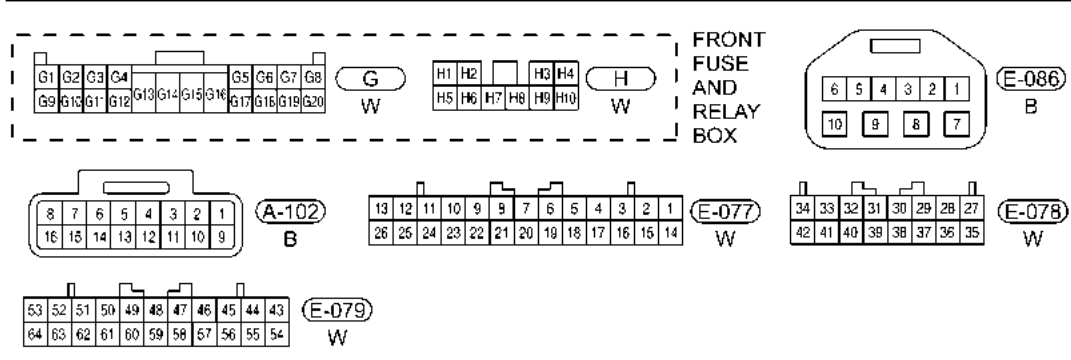 G1 G2 G3 G4 G13 G14 G15 G16 G5 G6 G7 G8
G9 G10 G11 G12 G17 G18 G19 G20
G
W
H1 H2 H3 H4
H5 H6 H7 H8 H9 H10
H
W
FRONT
FUSE
AND
RELAY
BOX
6 5 4 3 2 1
10 9 8 7
E-086
B
8 7 6 5 4 3 2 1
16 15 14 13 12 11 10 9
A-102
B
13 12 11 10 9 8 7 6 5 4 3 2 1
26 25 24 23 22 21 20 19 18 17 16 15 14
E-077
W
34 33 32 31 30 29 28 27
42 41 40 39 38 37 36 35
E-078
W
53 52 51 50 49 48 47 46 45 44 43
64 63 62 61 60 59 58 57 56 55 54
E-079
W